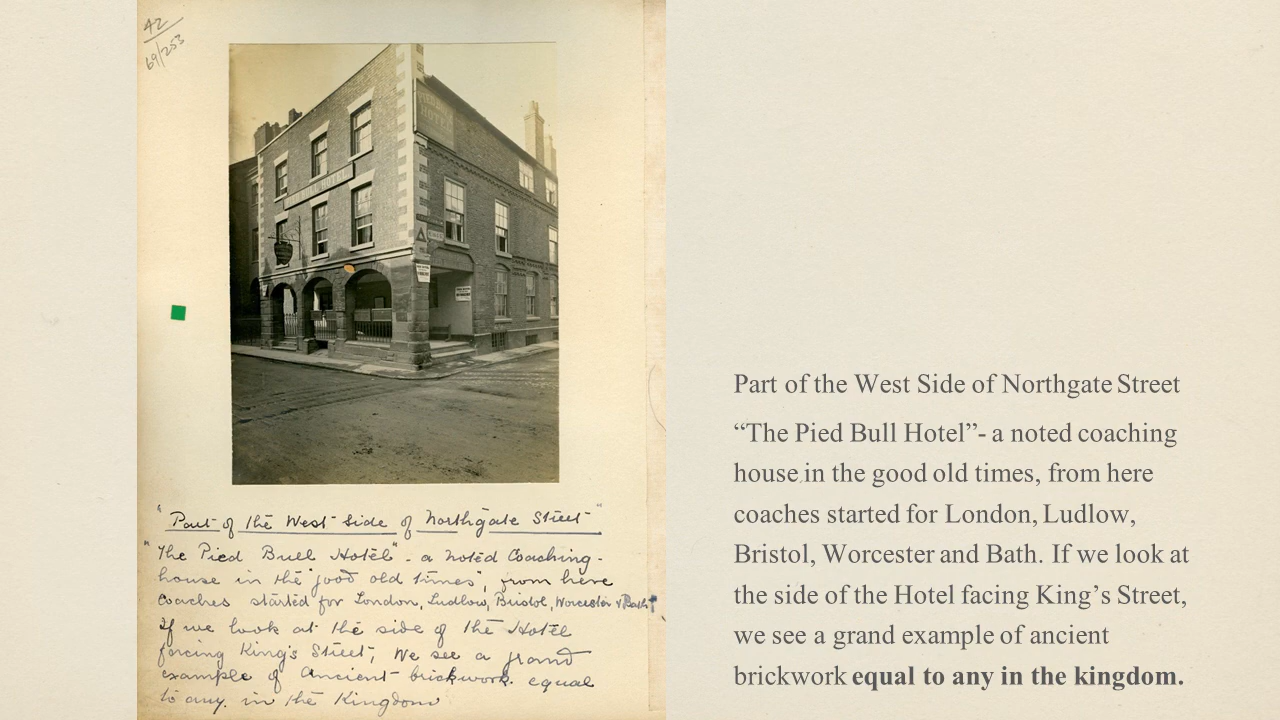 42
69/253
HOTEL
"Part of the West Side of Northgate Street"
"The Pied Bull Hotel" - a noted Coaching-
house in the "good old times", from here
Coaches started for London, Ludlow, Bristol, Worcester & Bath
If we look at the side of the Hotel
facing King's Street, We see a grand
example of Ancient brickwork. equal
to any. in the Kingdom
Part of the West Side of Northgate Street
“The Pied Bull Hotel”- a noted coaching
house in the good old times, from here
coaches started for London, Ludlow,
Bristol, Worcester and Bath. If we look at
the side of the Hotel facing King’s Street,
we see a grand example of ancient
brickwork equal to any in the kingdom.